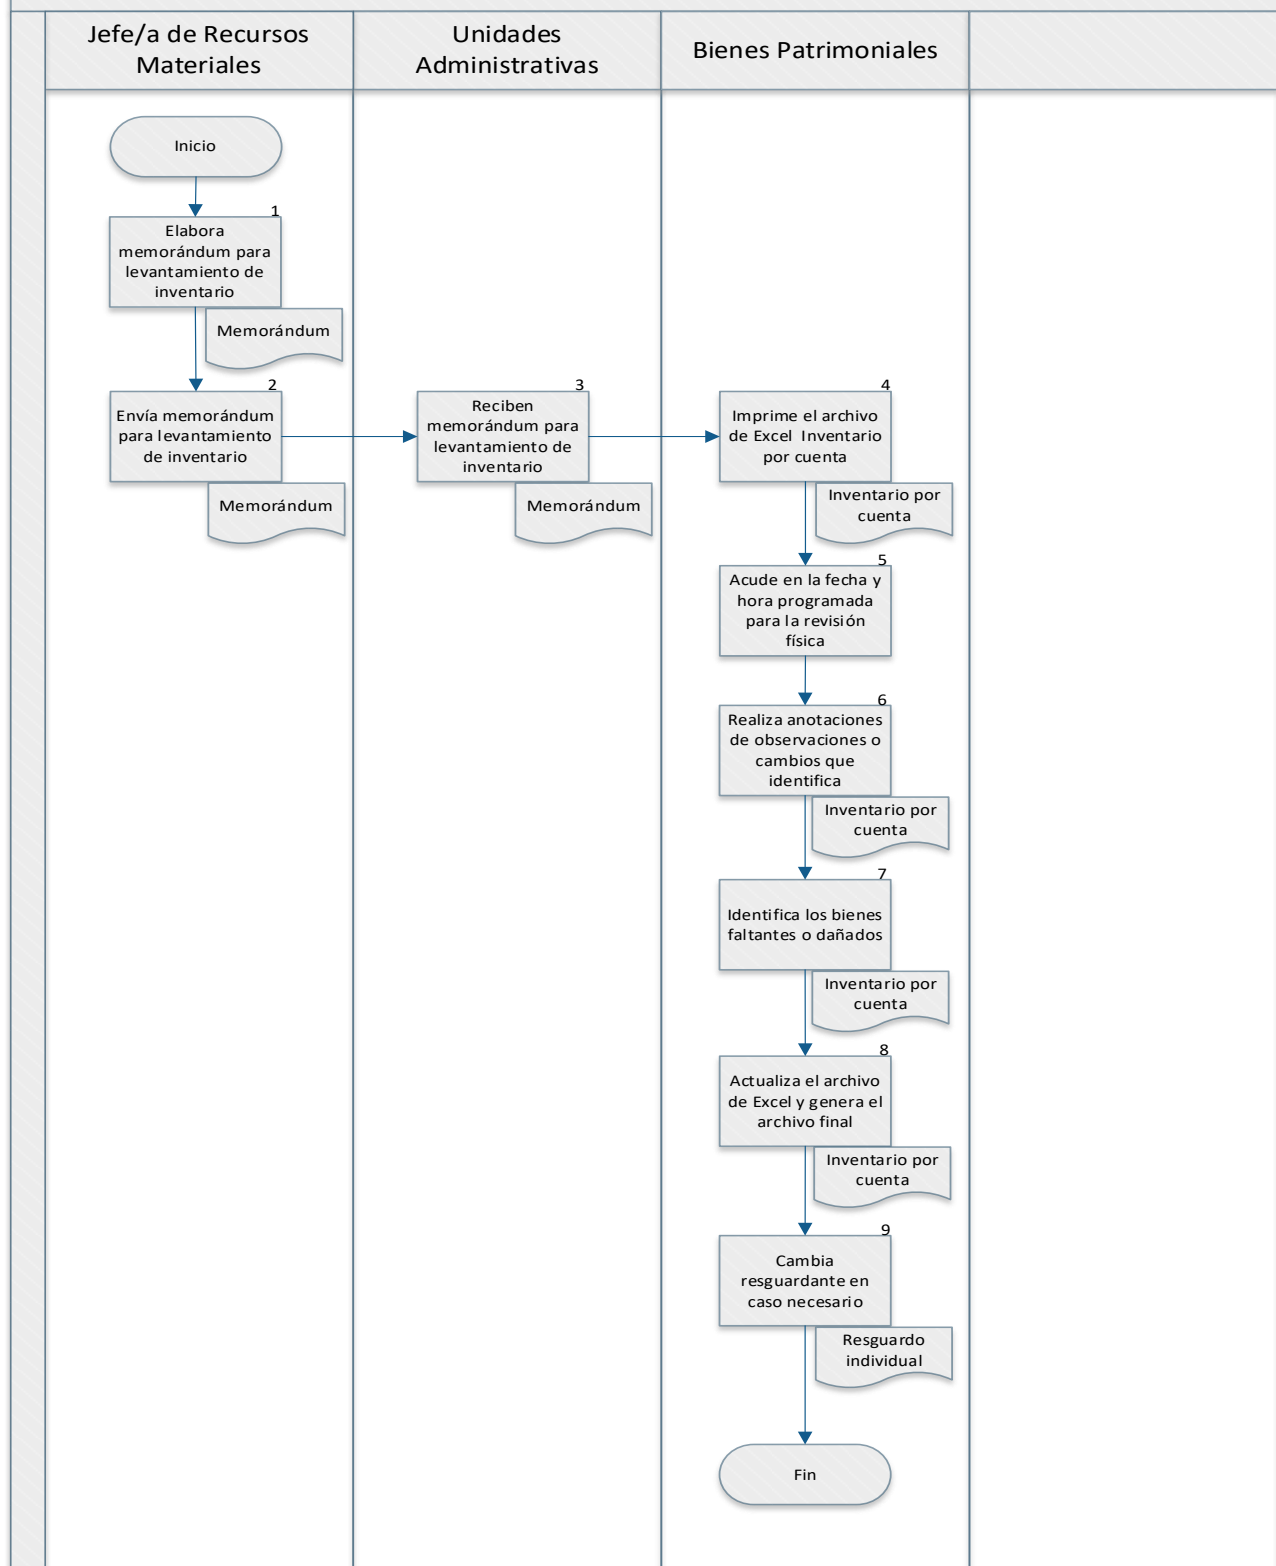 Jefe/a de Recursos
Materiales
Unidades
Administrativas
Bienes Patrimoniales
Inicio
1
Elabora
memorándum para
levantamiento de
inventario
Memorándum
2
Envía memorándum
para levantamiento
de inventario
Memorándum
3
Reciben
memorándum para
levantamiento de
inventario
Memorándum
4
Imprime el archivo
de Excel Inventario
por cuenta
Inventario por
cuenta
5
Acude en la fecha y
hora programada
para la revisión
física
6
Realiza anotaciones
de observaciones o
cambios que
identifica
Inventario por
cuenta
7
Identifica los bienes
faltantes o dañados
Inventario por
cuenta
8
Actualiza el archivo
de Excel y genera el
archivo final
Inventario por
cuenta
9
Cambia
resguardante en
caso necesario
Resguardo
individual
Fin